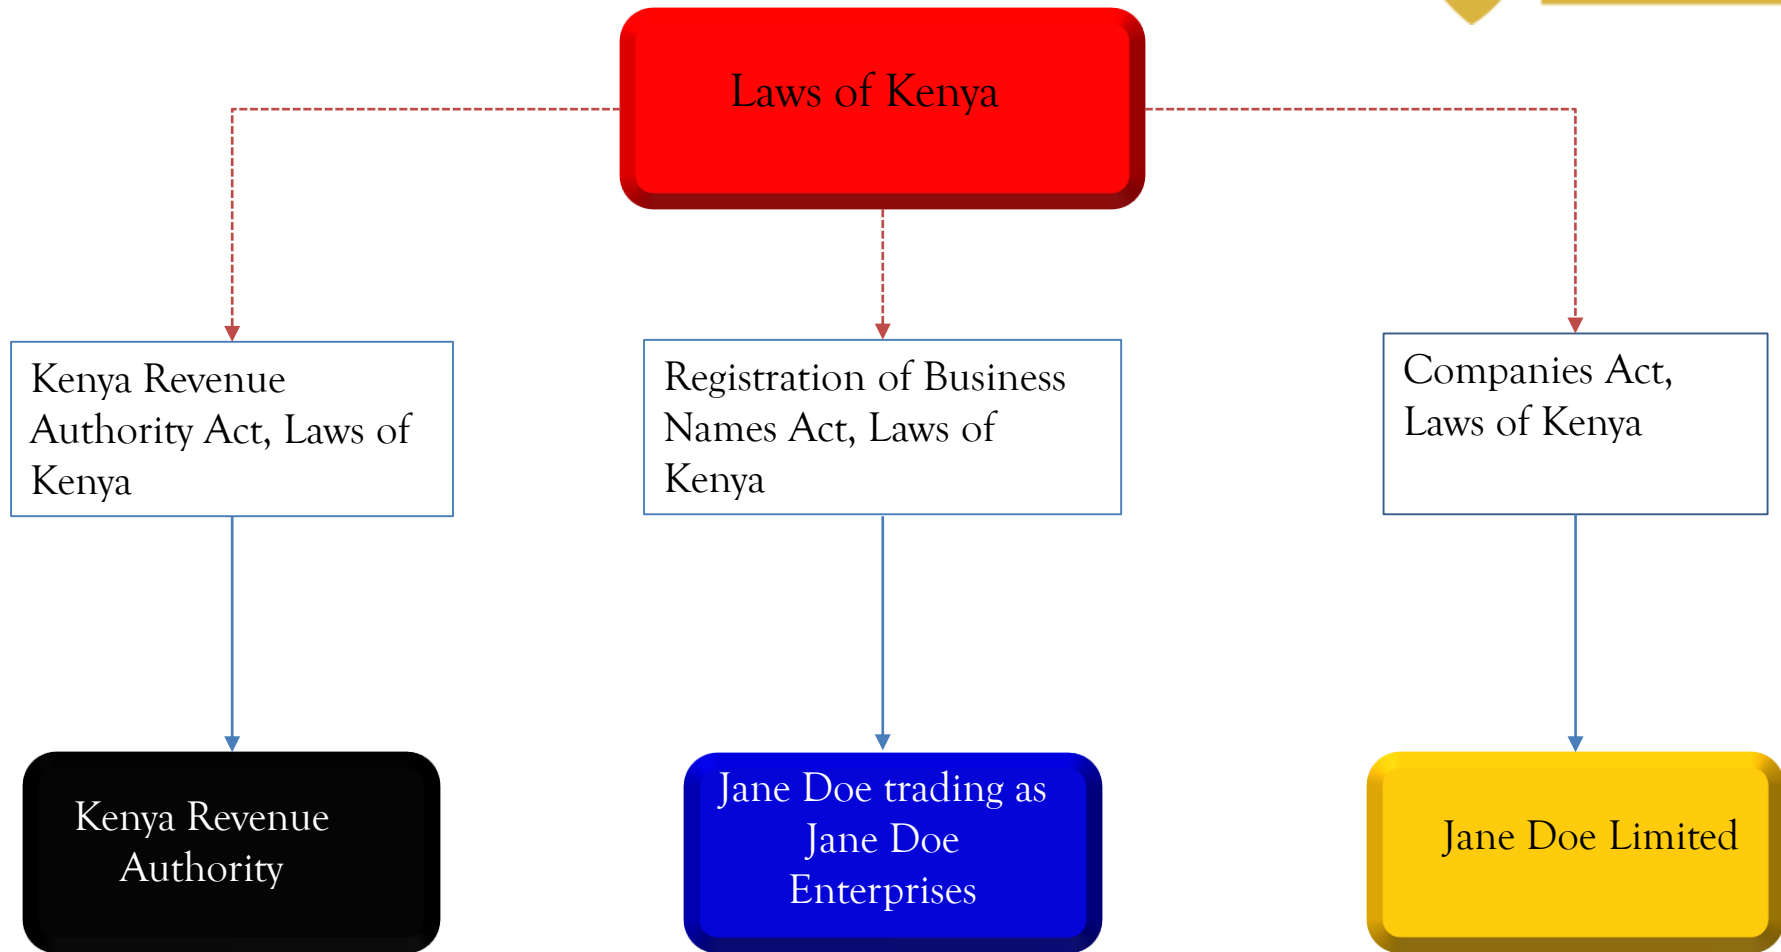 Laws of Kenya
Kenya Revenue
Authority Act, Laws of
Kenya
Registration of Business
Names Act, Laws of
Kenya
Companies Act,
Laws of Kenya
Kenya Revenue
Authority
Jane Doe trading as
Jane Doe
Enterprises
Jane Doe Limited